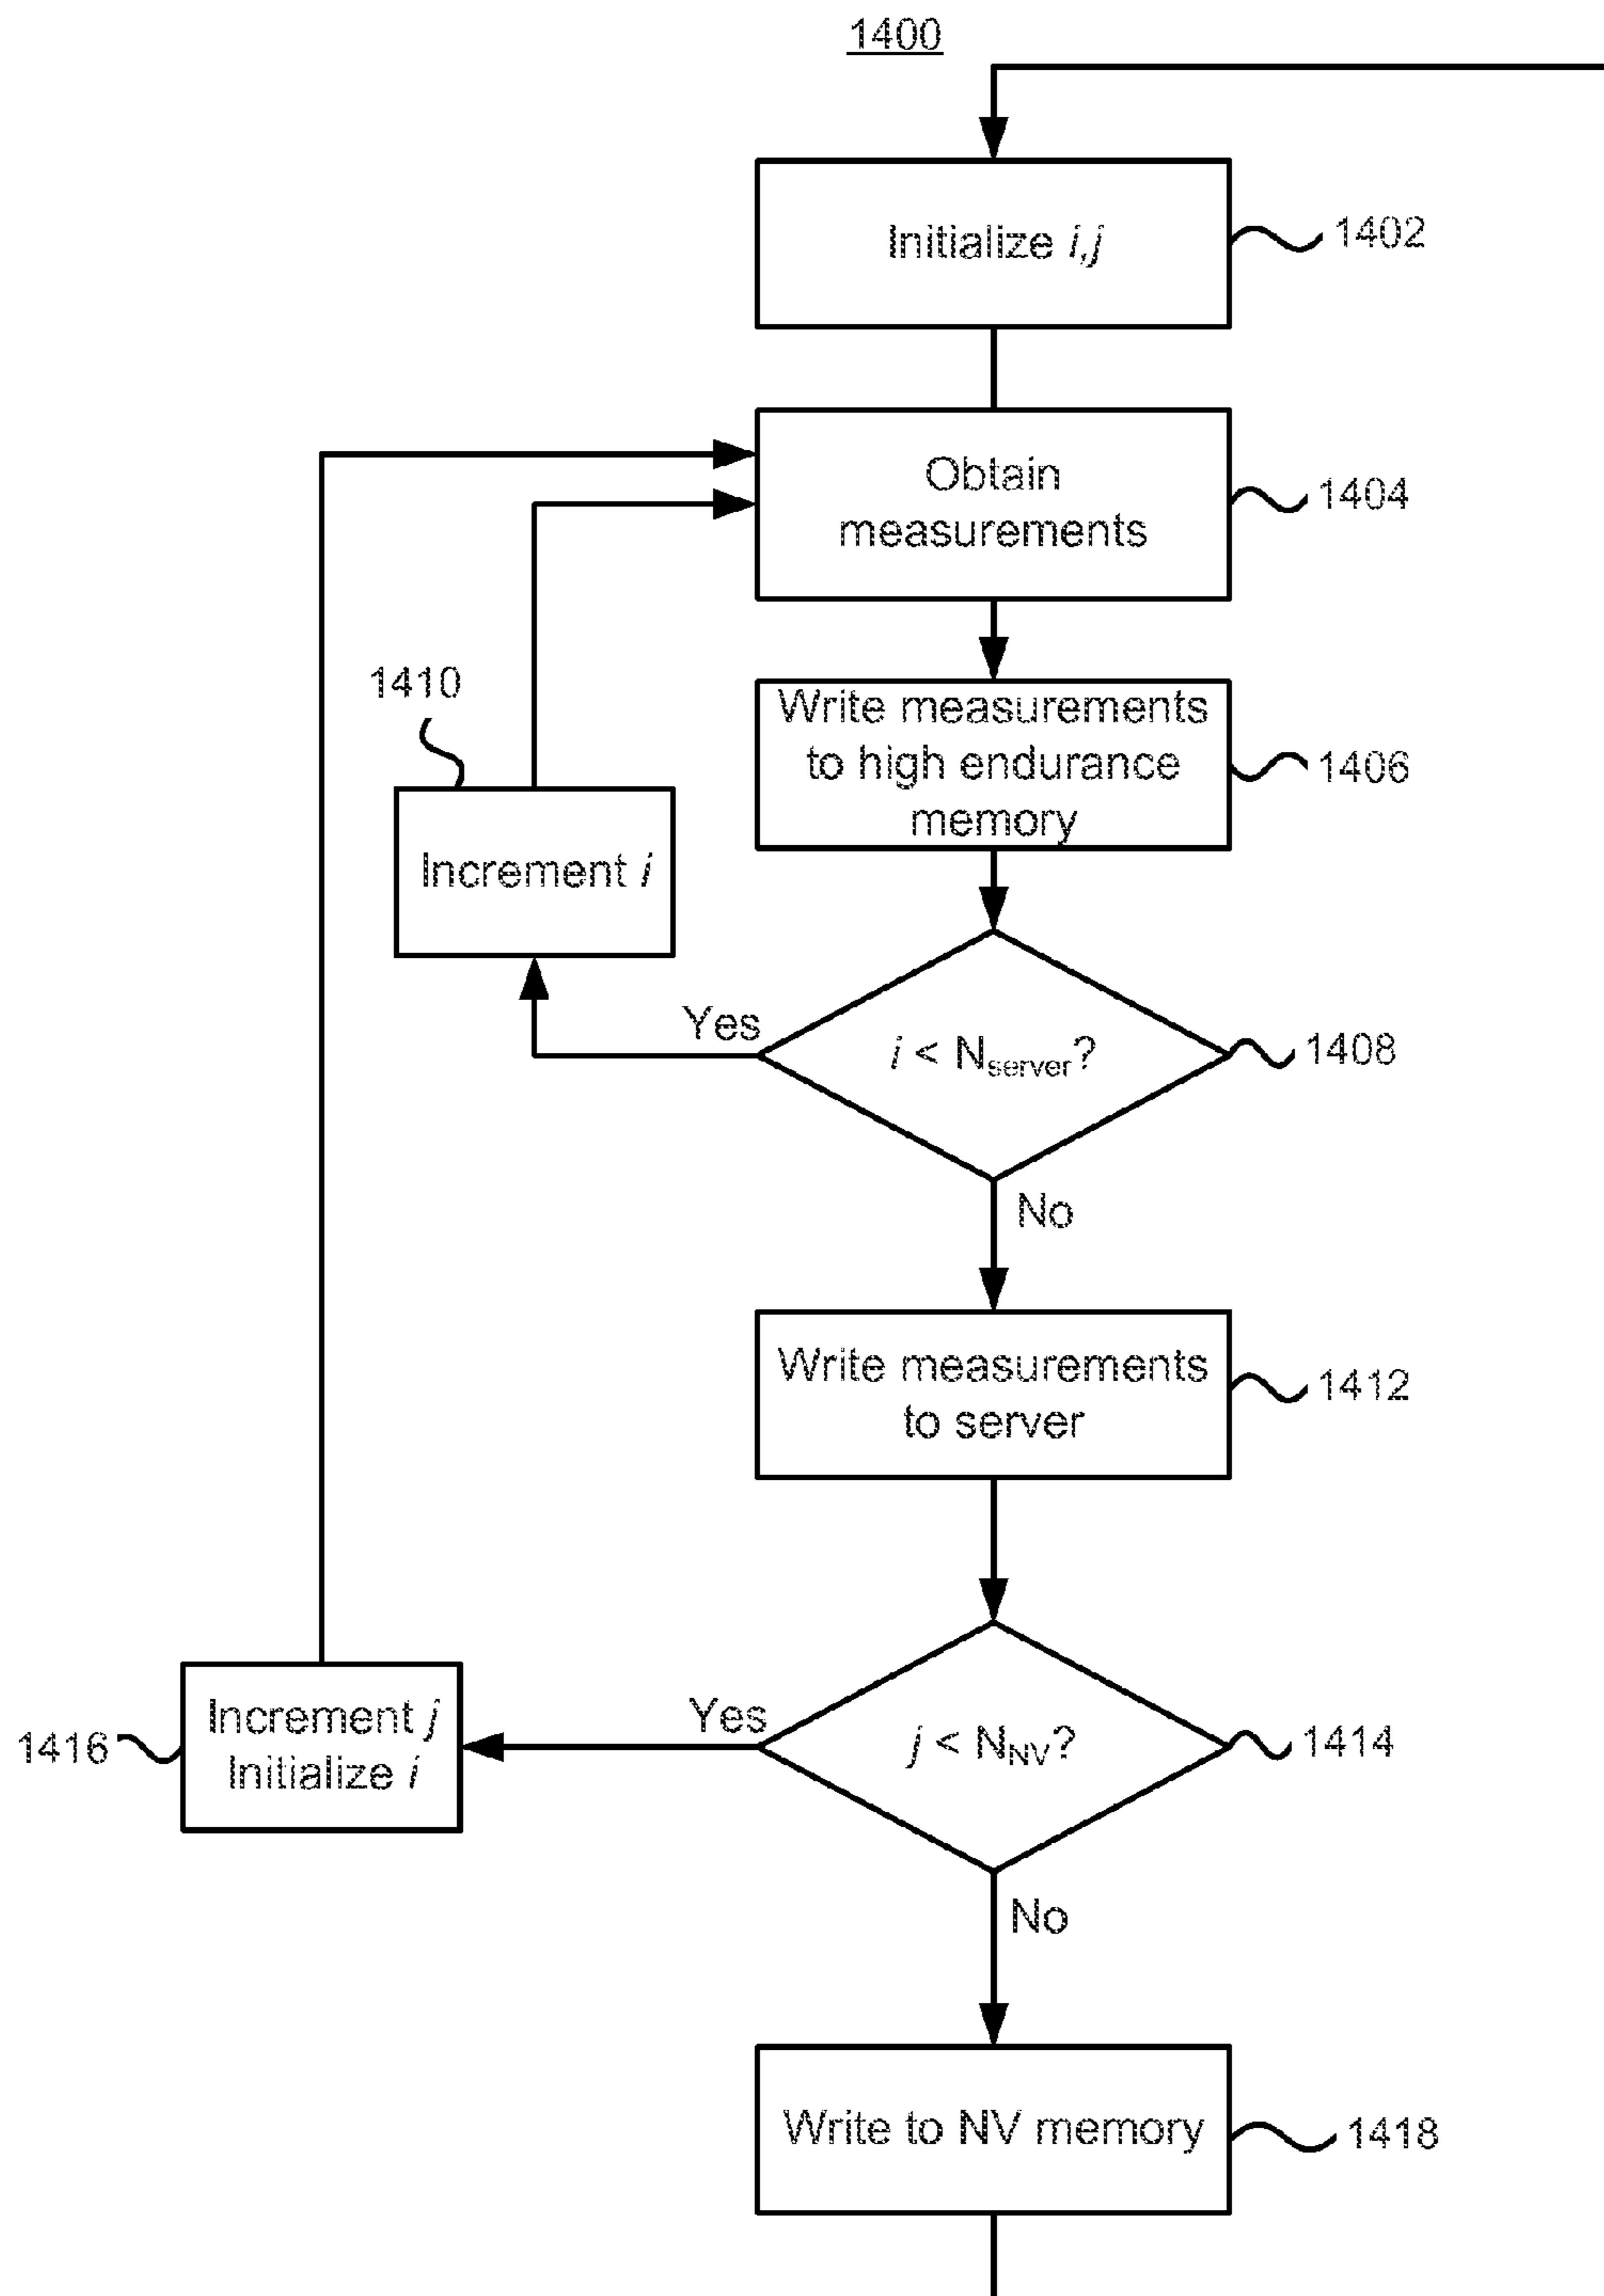 1400
Initialize i,j
1402
Obtain
measurements
1404
Write measurements
to high endurance
memory
1406
1410
Increment i
Yes
i < Nserver?
1408
No
Write measurements
to server
1412
Increment j
Initialize i
1416
Yes
j < NNV?
1414
No
Write to NV memory
1418